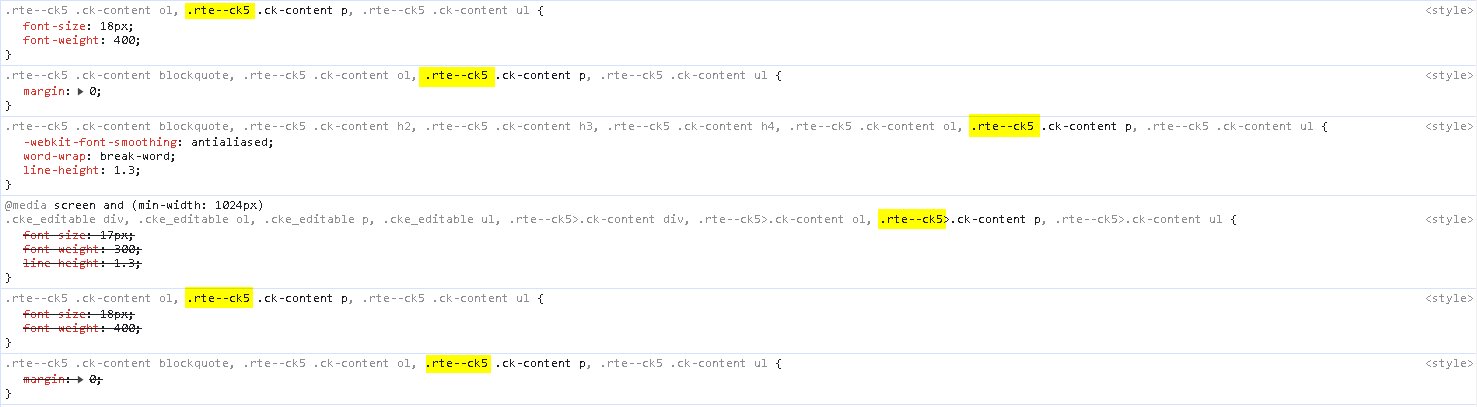 .rte--ck5 .ck-content ol, .rte--ck5 .ck-content p, .rte--ck5 .ck-content ul { <style>
font-size: 18px;
font-weight: 400;
}
.rte--ck5 .ck-content blockquote, .rte--ck5 .ck-content ol, .rte--ck5 .ck-content p, .rte--ck5 .ck-content ul { <style>
margin: 0;
}
.rte--ck5 .ck-content blockquote, .rte--ck5 .ck-content h2, .rte--ck5 .ck-content h3, .rte--ck5 .ck-content h4, .rte--ck5 .ck-content ol, .rte--ck5 .ck-content p, .rte--ck5 .ck-content ul { <style>
-webkit-font-smoothing: antialiased;
word-wrap: break-word;
line-height: 1.3;
}
@media screen and (min-width: 1024px)
.cke_editable div, .cke_editable ol, .cke_editable p, .cke_editable ul, .rte--ck5>.ck-content div, .rte--ck5>.ck-content ol, .rte--ck5>.ck-content p, .rte--ck5>.ck-content ul { <style>
font-size: 17px;
font-weight: 300;
line-height: 1.3;
}
.rte--ck5 .ck-content ol, .rte--ck5 .ck-content p, .rte--ck5 .ck-content ul { <style>
font-size: 18px;
font-weight: 400;
}
.rte--ck5 .ck-content blockquote, .rte--ck5 .ck-content ol, .rte--ck5 .ck-content p, .rte--ck5 .ck-content ul { <style>
margin: 0;
}